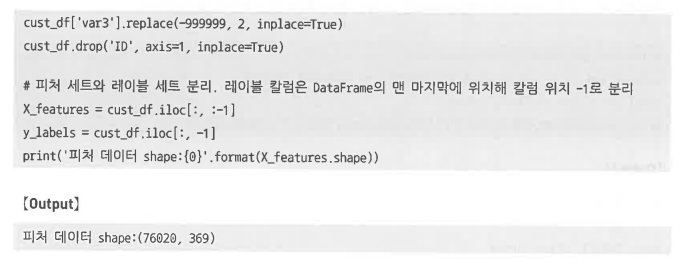 cust_df['var3'].replace(-999999, 2, inplace=True)
cust_df.drop('ID', axis=1, inplace=True)
# 피처 세트와 레이블 세트 분리. 레이블 칼럼은 DataFrame의 맨 마지막에 위치해 칼럼 위치 -1로 분리
X_features = cust_df.iloc[:, :-1]
y_labels = cust_df.iloc[:, -1]
print('피처 데이터 shape:{0}'.format(X_features.shape))
【Output】
피처 데이터 shape:(76020, 369)